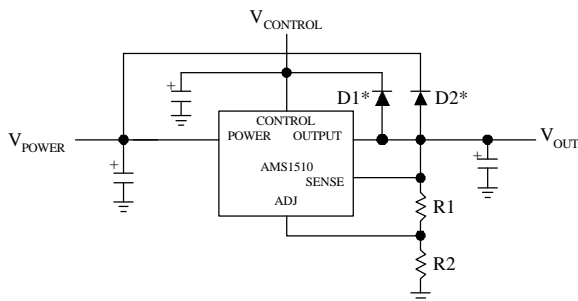 V_CONTROL
D1* D2*
+
CONTROL
V_POWER POWER OUTPUT V_OUT
+ AMS1510 +
SENSE
R1
ADJ
R2